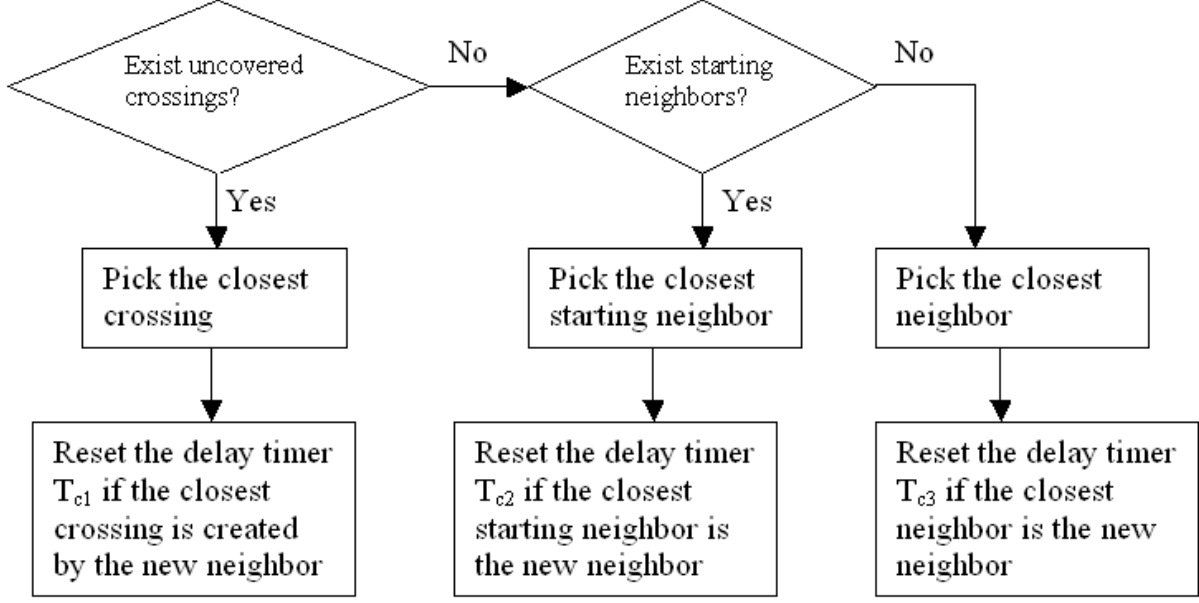 Exist uncovered
crossings?
No
Exist starting
neighbors?
No
Yes
Yes
Pick the closest
crossing
Pick the closest
starting neighbor
Pick the closest
neighbor
Reset the delay timer
Tc1 if the closest
crossing is created
by the new neighbor
Reset the delay timer
Tc2 if the closest
starting neighbor is
the new neighbor
Reset the delay timer
Tc3 if the closest
neighbor is the new
neighbor